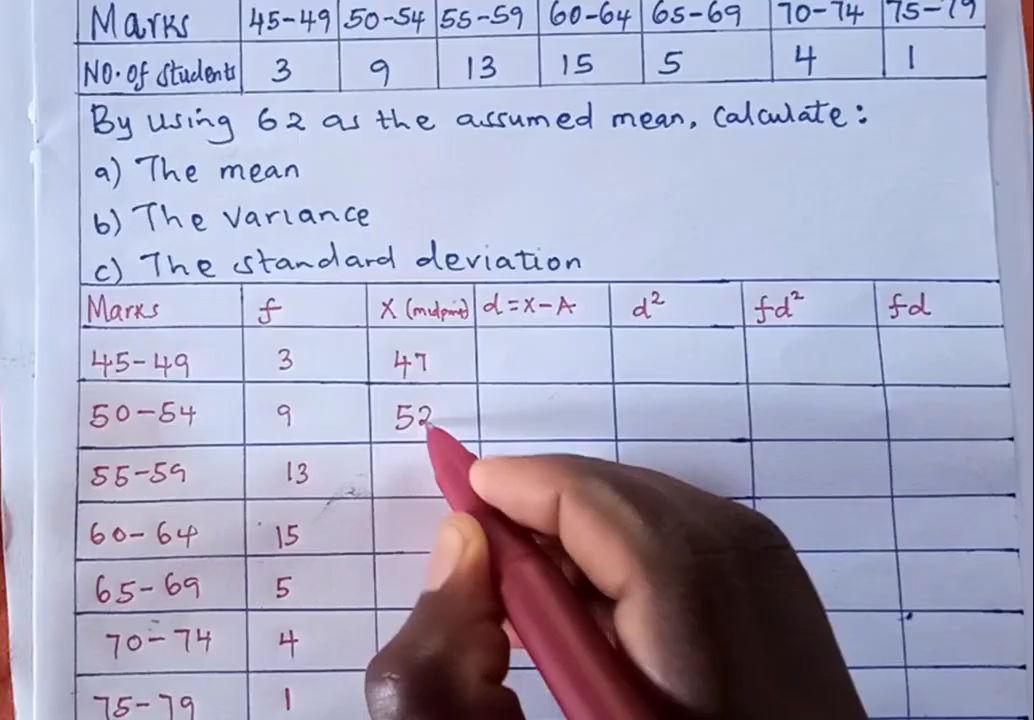 Marks 45-49 50-54 55-59 60-64 65-69 70-74 75-79
NO. of students 3 9 13 15 5 4 1
By using 62 as the assumed mean, calculate:
a) The mean
b) The variance
c) The standard deviation
Marks f X (midpoint) d=X-A d² fd² fd
45-49 3 47
50-54 9 52
55-59 13
60-64 15
65-69 5
70-74 4
75-79 1